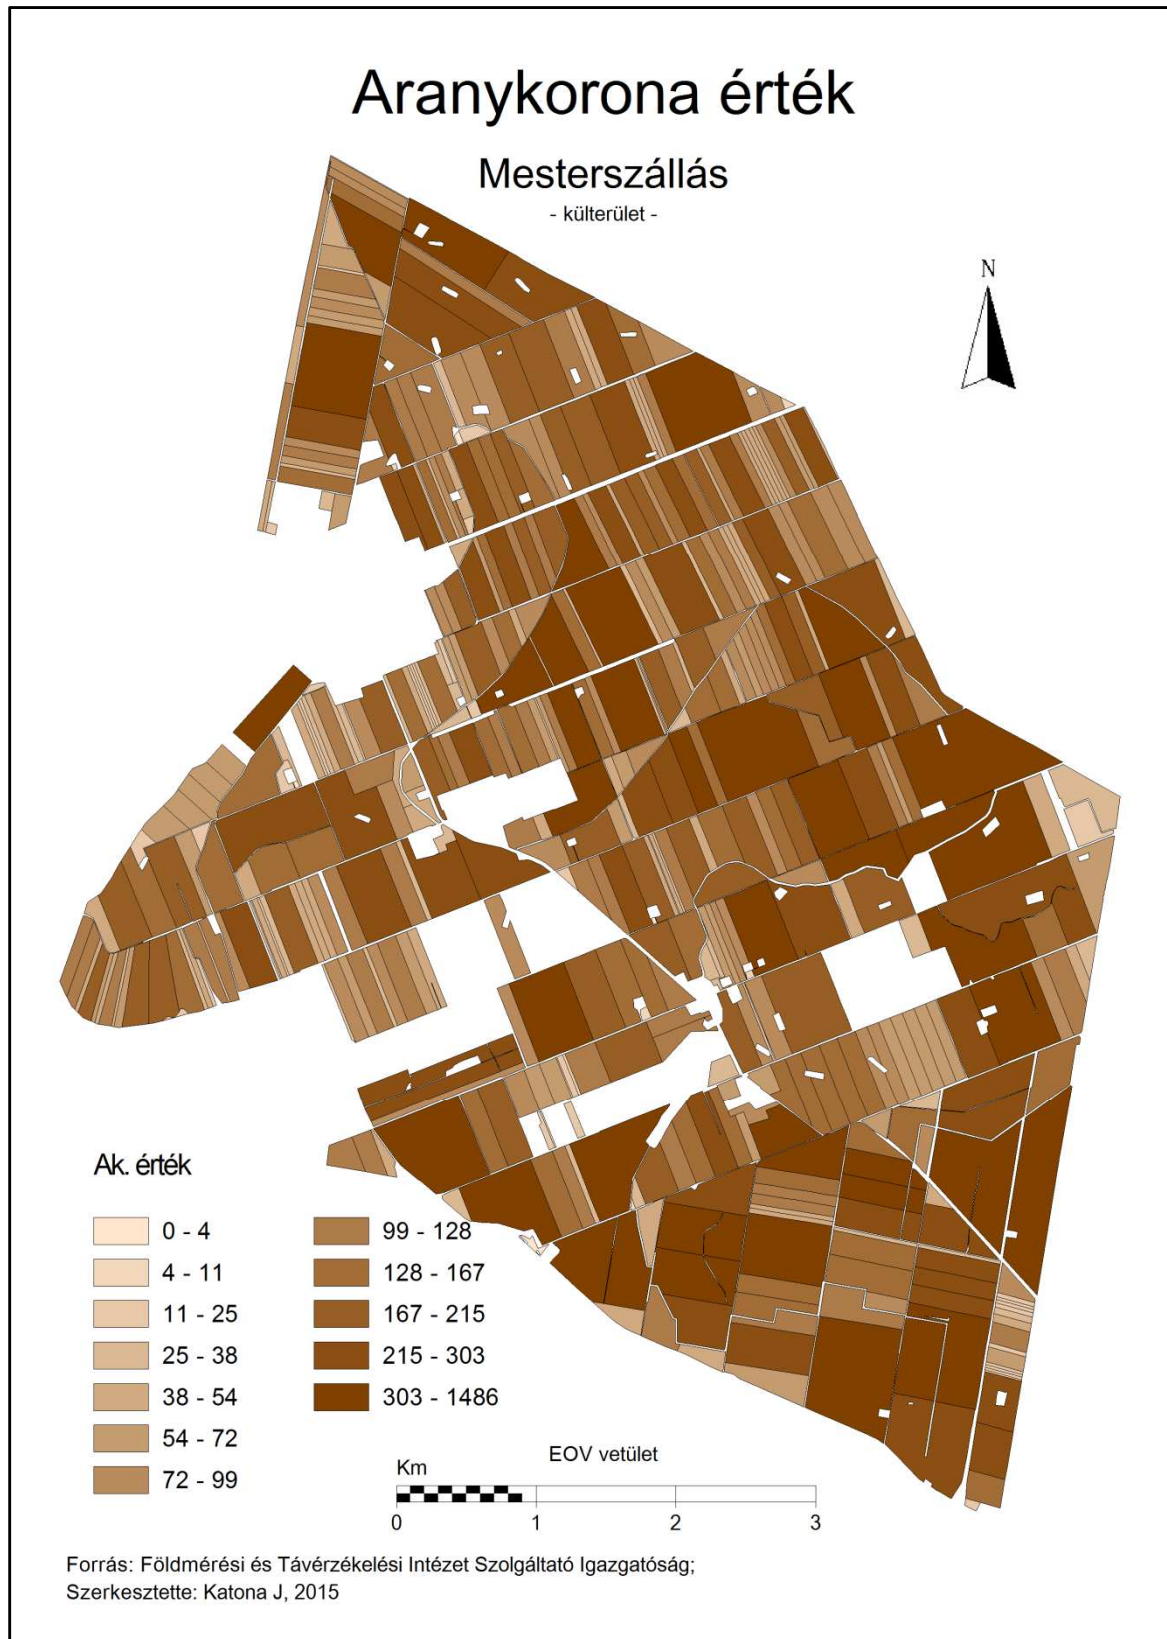 Aranykorona érték
Mesterszállás
- külterület -
N
Ak. érték
0 - 4
4 - 11
11 - 25
25 - 38
38 - 54
54 - 72
72 - 99
99 - 128
128 - 167
167 - 215
215 - 303
303 - 1486
EOV vetület
Km
0 1 2 3
Forrás: Földmérési és Távérzékelési Intézet Szolgáltató Igazgatóság;
Szerkesztette: Katona J, 2015